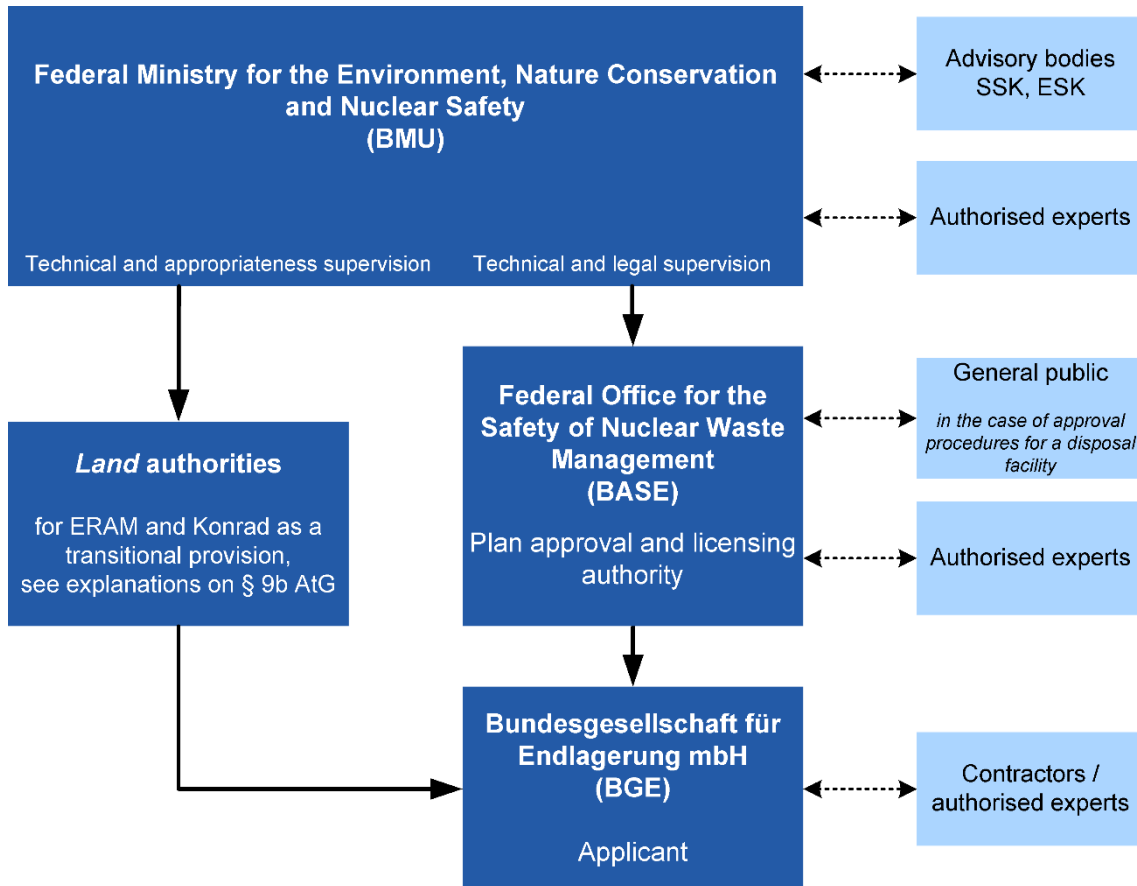 Federal Ministry for the Environment, Nature Conservation
and Nuclear Safety
(BMU)
Technical and appropriateness supervision
Technical and legal supervision
Advisory bodies
SSK, ESK
Authorised experts
Land authorities
for ERAM and Konrad as a
transitional provision,
see explanations on § 9b AtG
Federal Office for the
Safety of Nuclear Waste
Management
(BASE)
Plan approval and licensing
authority
General public
in the case of approval
procedures for a disposal
facility
Authorised experts
Bundesgesellschaft für
Endlagerung mbH
(BGE)
Applicant
Contractors /
authorised experts